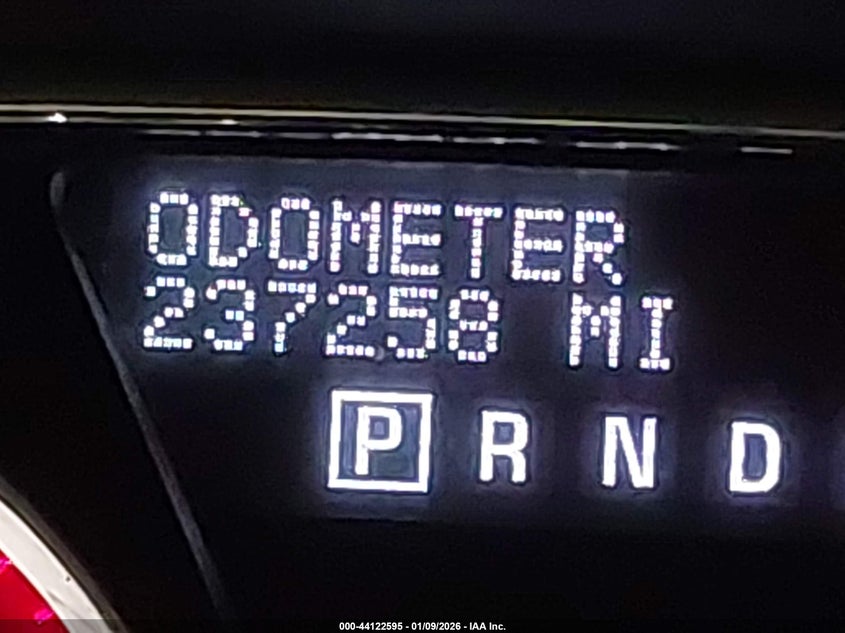 ODOMETER
237258 MI
P R N D
000-44122595 - 01/09/2026 - IAA Inc.